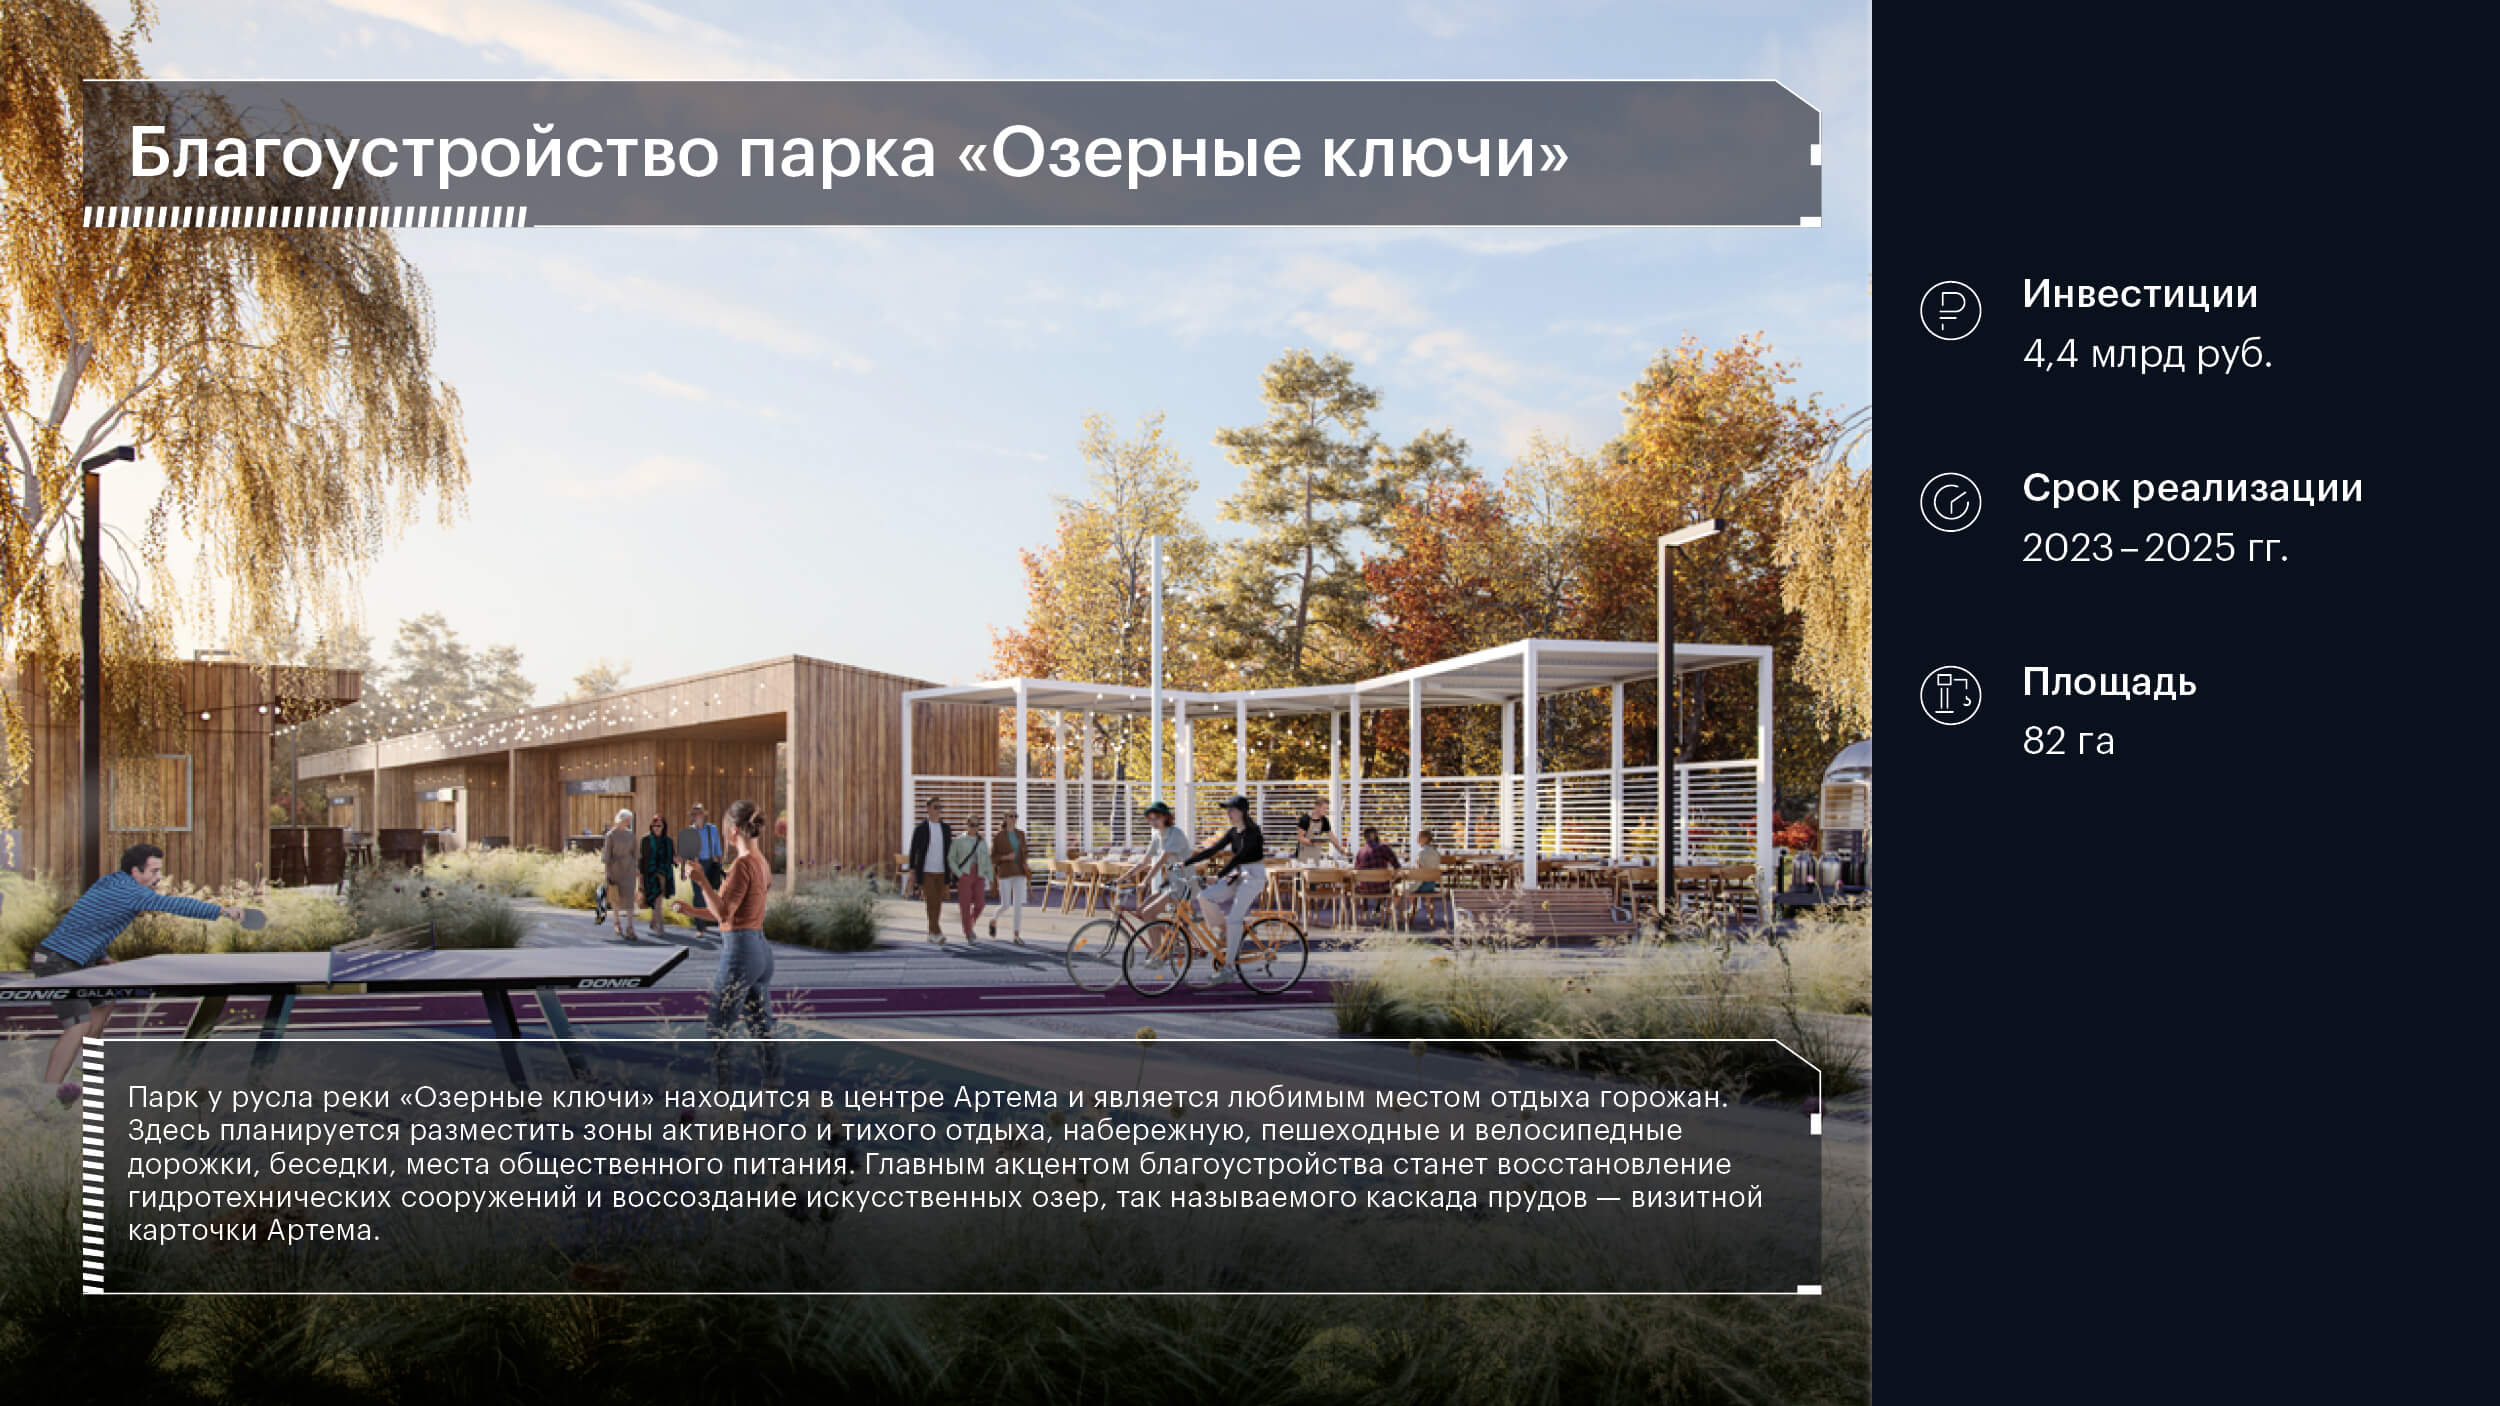 Благоустройство парка «Озерные ключи»
Инвестиции
4,4 млрд руб.
Срок реализации
2023–2025 гг.
Площадь
82 га
DONIC GALAXY
DONIC
Парк у русла реки «Озерные ключи» находится в центре Артема и является любимым местом отдыха горожан.
Здесь планируется разместить зоны активного и тихого отдыха, набережную, пешеходные и велосипедные
дорожки, беседки, места общественного питания. Главным акцентом благоустройства станет восстановление
гидротехнических сооружений и воссоздание искусственных озер, так называемого каскада прудов — визитной
карточки Артема.